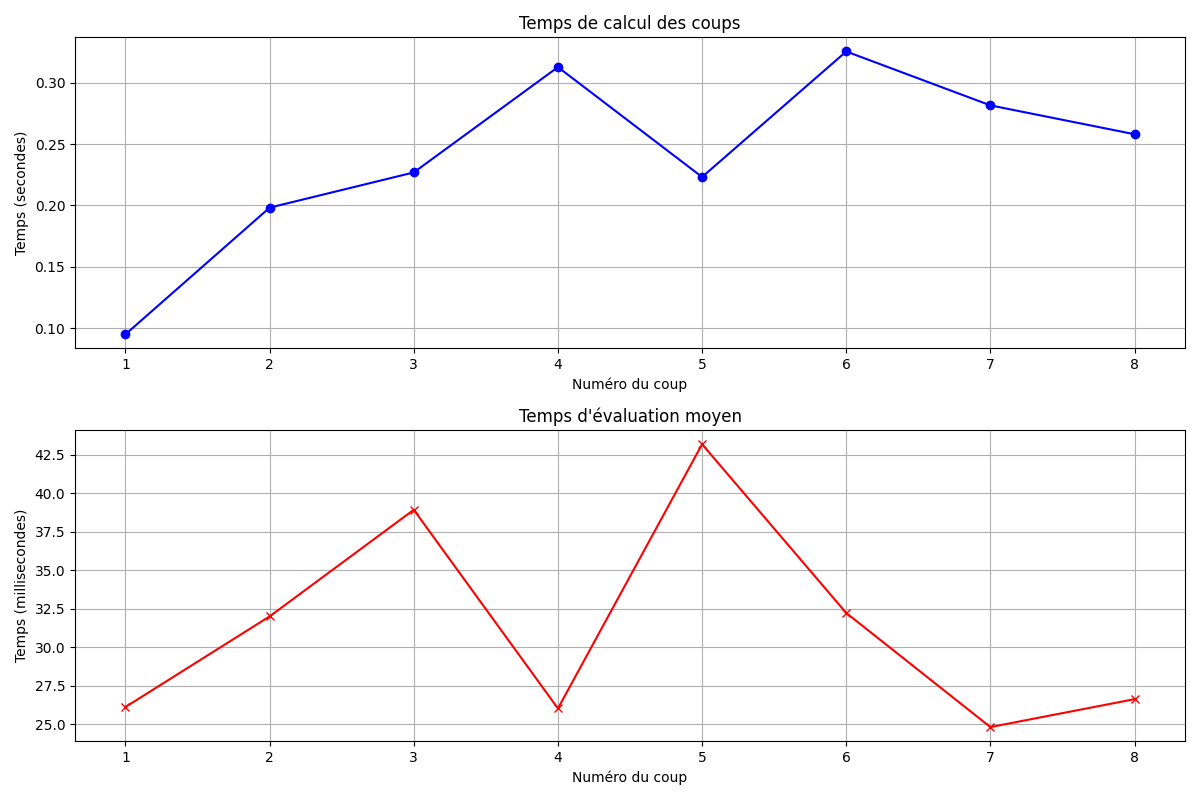 Temps de calcul des coups
Temps (secondes)
0.30
0.25
0.20
0.15
0.10
1 2 3 4 5 6 7 8
Numéro du coup
Temps d'évaluation moyen
Temps (millisecondes)
42.5
40.0
37.5
35.0
32.5
30.0
27.5
25.0
1 2 3 4 5 6 7 8
Numéro du coup